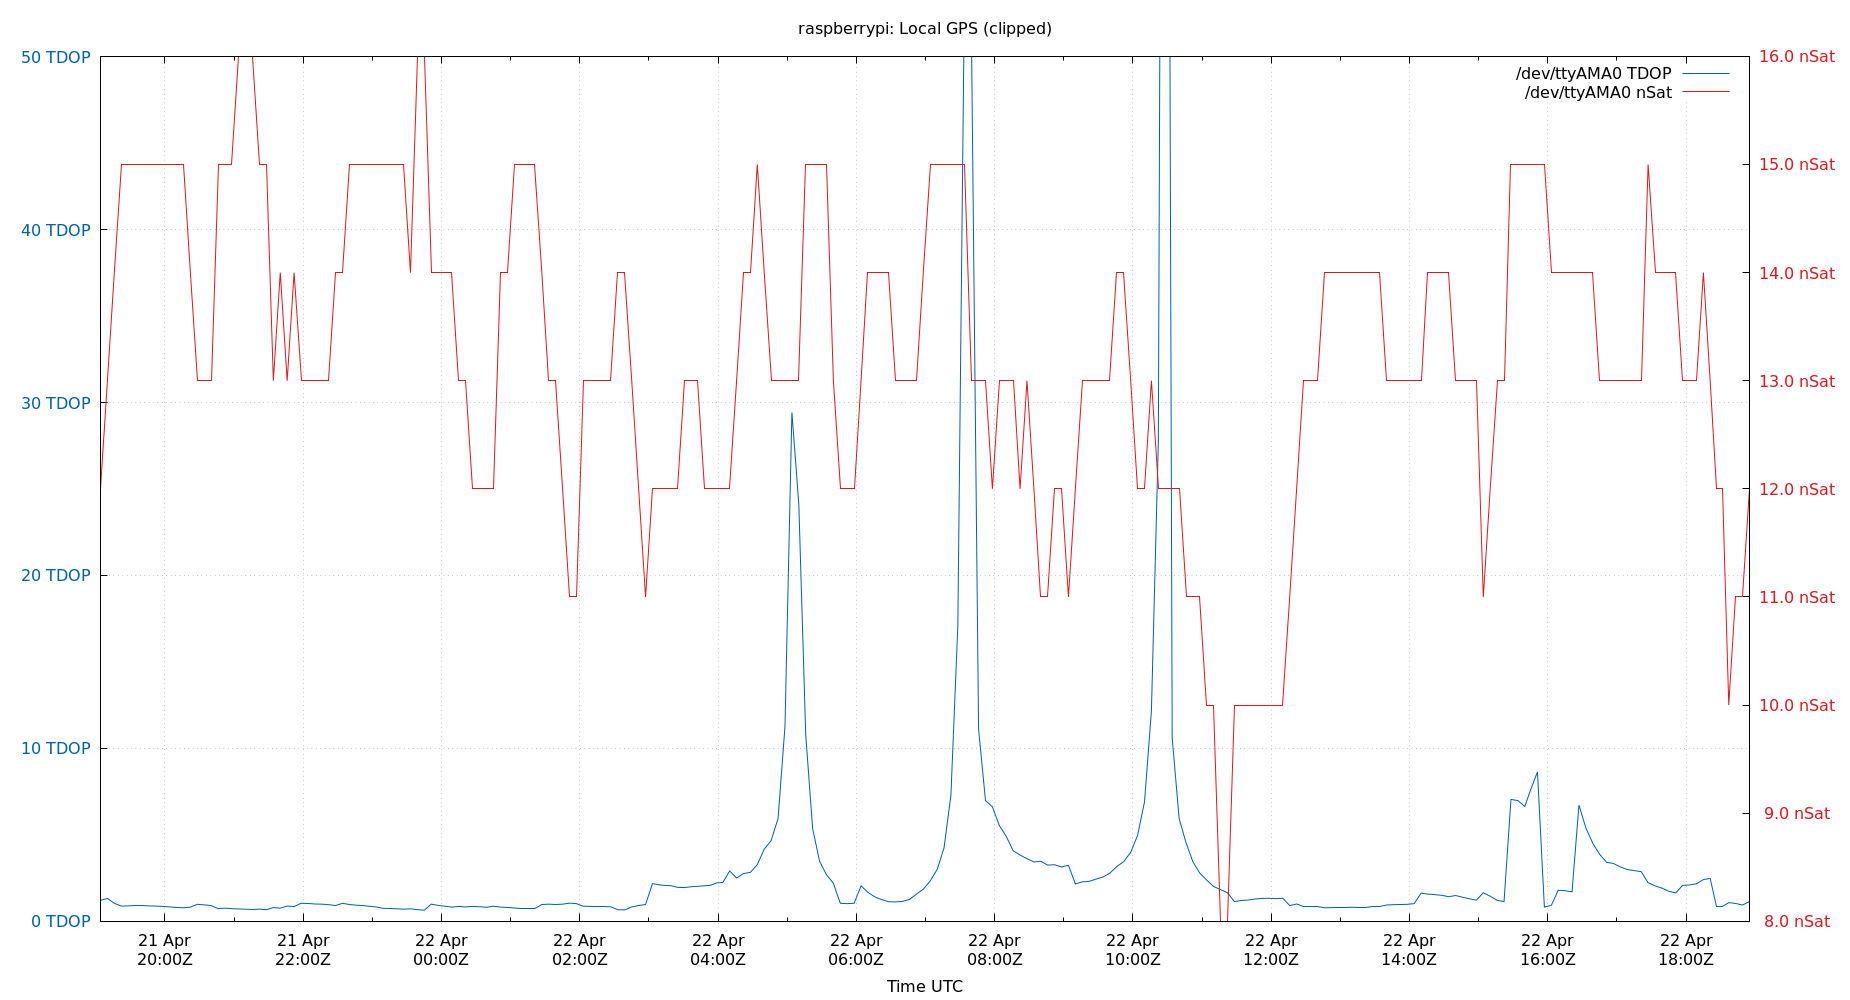 raspberrypi: Local GPS (clipped)
/dev/ttyAMA0 TDOP
/dev/ttyAMA0 nSat
50 TDOP
40 TDOP
30 TDOP
20 TDOP
10 TDOP
0 TDOP
16.0 nSat
15.0 nSat
14.0 nSat
13.0 nSat
12.0 nSat
11.0 nSat
10.0 nSat
9.0 nSat
8.0 nSat
21 Apr
20:00Z
21 Apr
22:00Z
22 Apr
00:00Z
22 Apr
02:00Z
22 Apr
04:00Z
22 Apr
06:00Z
22 Apr
08:00Z
22 Apr
10:00Z
22 Apr
12:00Z
22 Apr
14:00Z
22 Apr
16:00Z
22 Apr
18:00Z
Time UTC